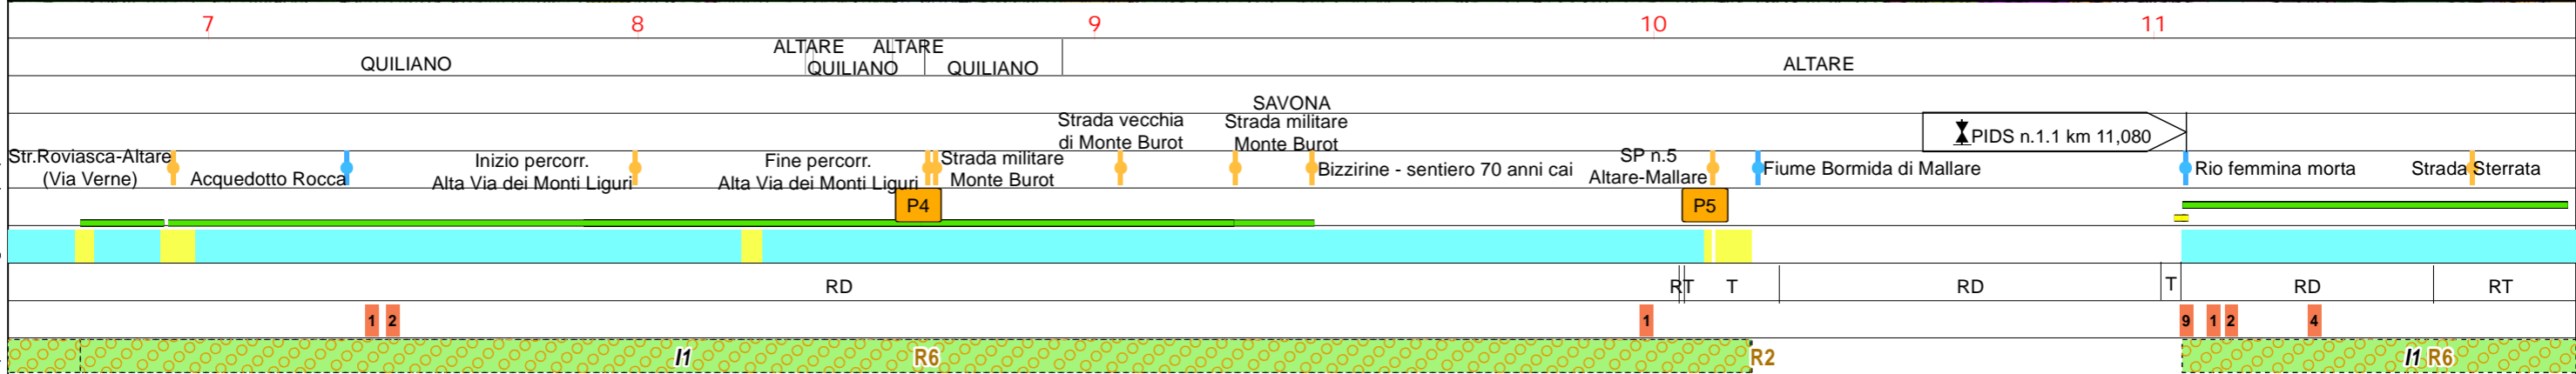 7 8 9 10 11
ALTARE ALTARE
QUILIANO QUILIANO QUILIANO ALTARE
SAVONA
Strada vecchia
di Monte Burot
Strada militare
Monte Burot
PIDS n.1.1 km 11,080
Str.Roviasca-Altare
(Via Verne)
Acquedotto Rocca
Inizio percorr.
Alta Via dei Monti Liguri
Fine percorr.
Alta Via dei Monti Liguri
Strada militare
Monte Burot
Bizzirine - sentiero 70 anni cai
SP n.5
Altare-Mallare
Fiume Bormida di Mallare
Rio femmina morta
Strada Sterrata
P4 P5
RD RT T RD T RD RT
1 2 1 9 1 2 4
I1 R6 R2 I1 R6